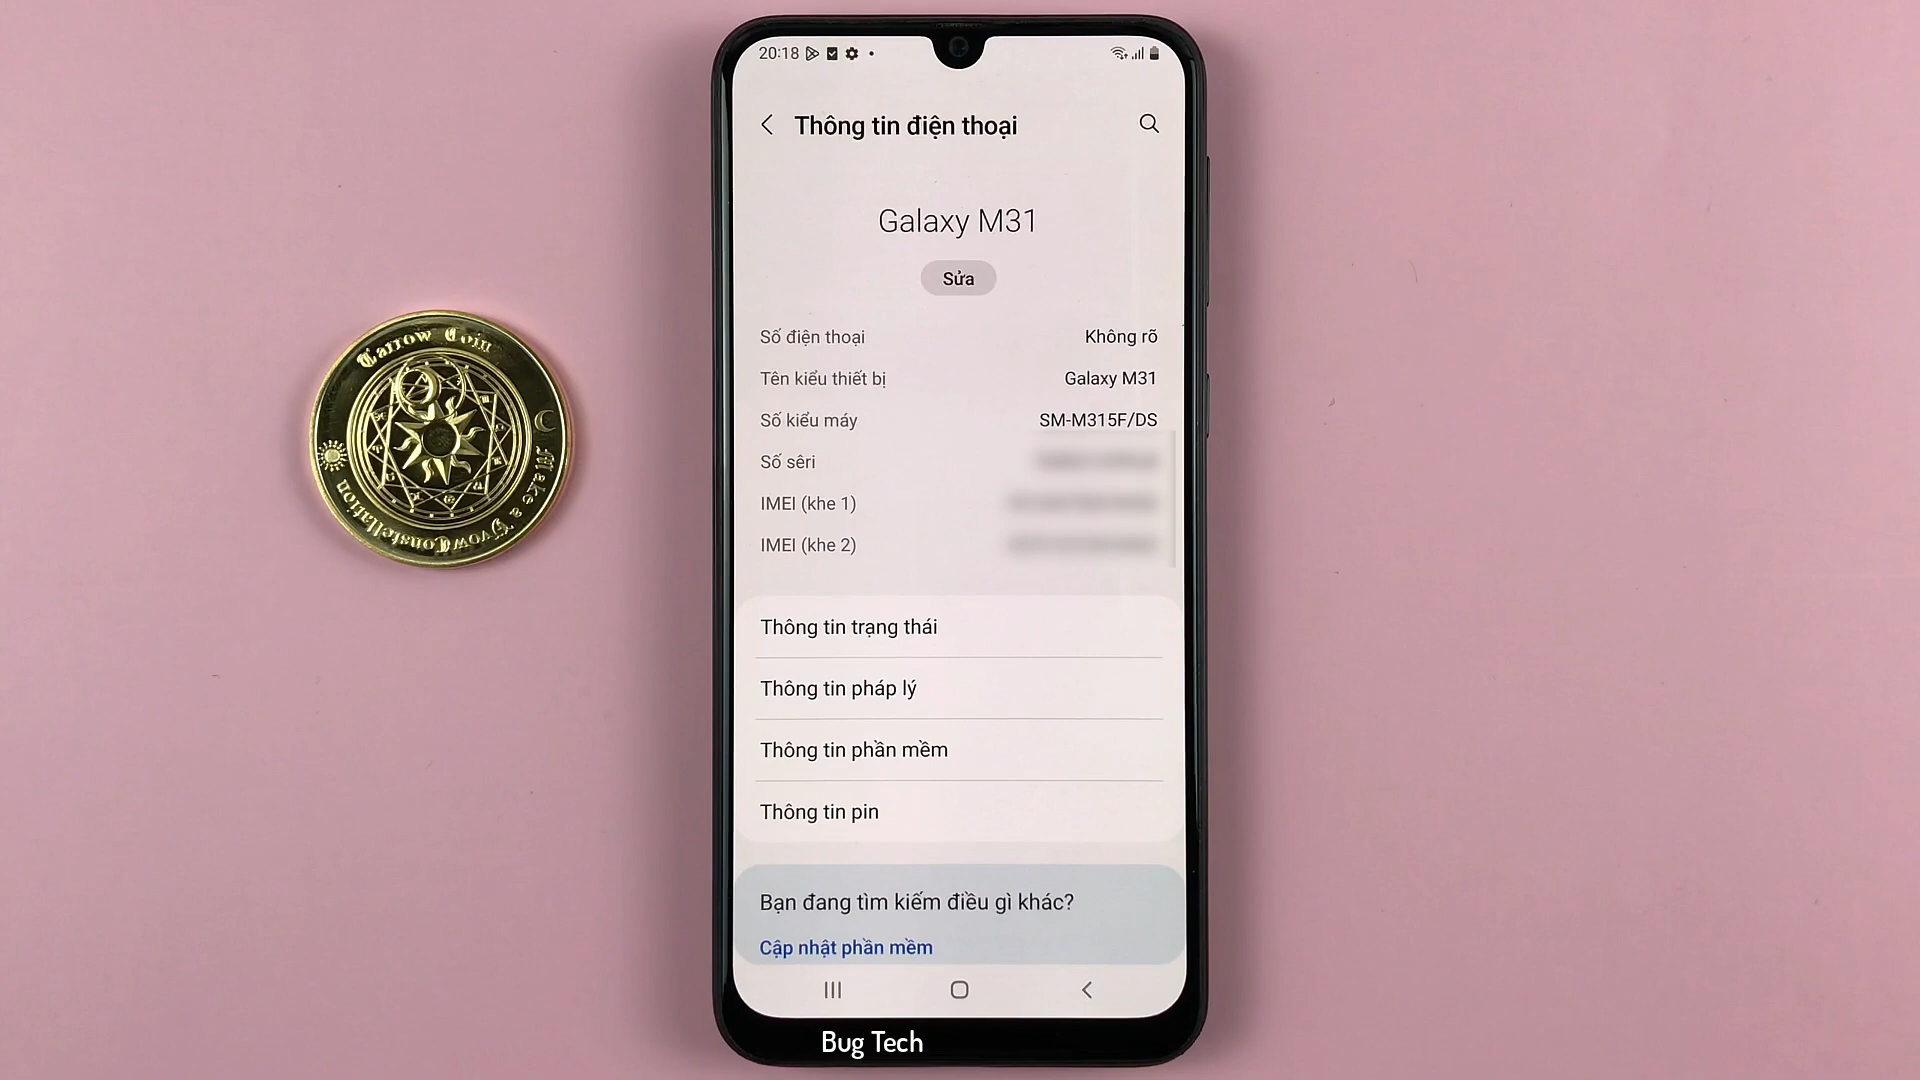 20:18
Thông tin điện thoại
Galaxy M31
Sửa
Số điện thoại Không rõ
Tên kiểu thiết bị Galaxy M31
Số kiểu máy SM-M315F/DS
Số sêri
IMEI (khe 1)
IMEI (khe 2)
Thông tin trạng thái
Thông tin pháp lý
Thông tin phần mềm
Thông tin pin
Bạn đang tìm kiếm điều gì khác?
Cập nhật phần mềm
Tarrow Coin
Make a Vvow Constellation
Bug Tech